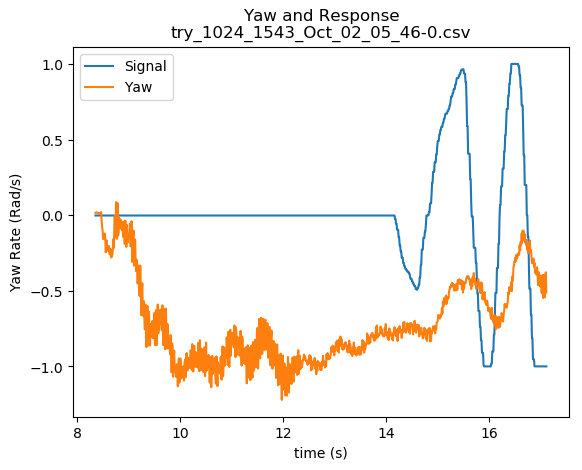 Yaw and Response
try_1024_1543_Oct_02_05_46-0.csv
Signal
Yaw
Yaw Rate (Rad/s)
1.0
0.5
0.0
−0.5
−1.0
8
10
12
14
16
time (s)